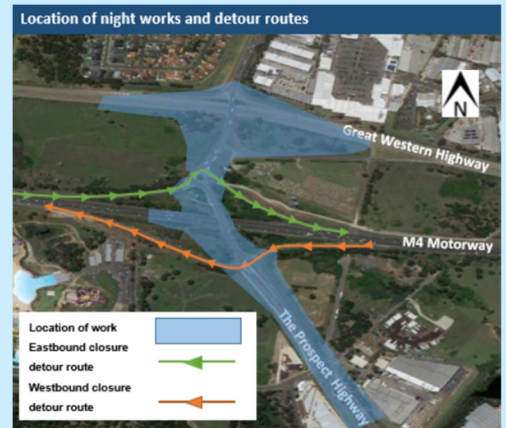 Location of night works and detour routes
N
Great Western Highway
M4 Motorway
The Prospect Highway
Location of work
Eastbound closure
detour route
Westbound closure
detour route